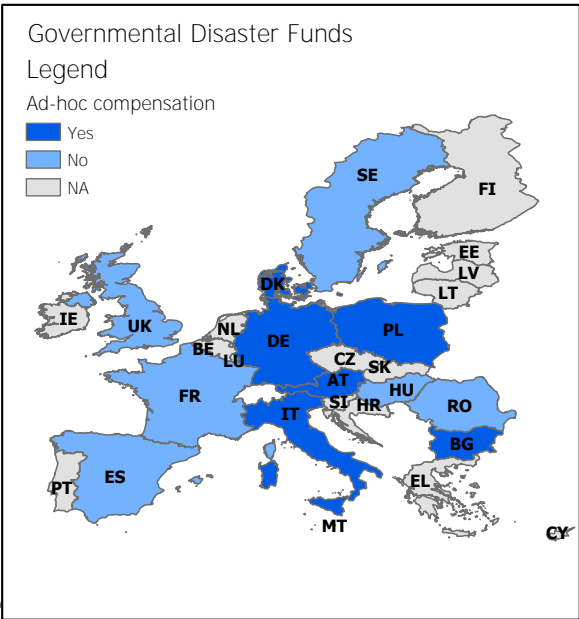 Governmental Disaster Funds
Legend
Ad-hoc compensation
Yes
No
NA
SE
FI
EE
LV
LT
DK
IE
UK
NL
BE
LU
DE
PL
CZ
SK
AT
HU
SI
HR
RO
FR
IT
BG
ES
PT
EL
MT
CY